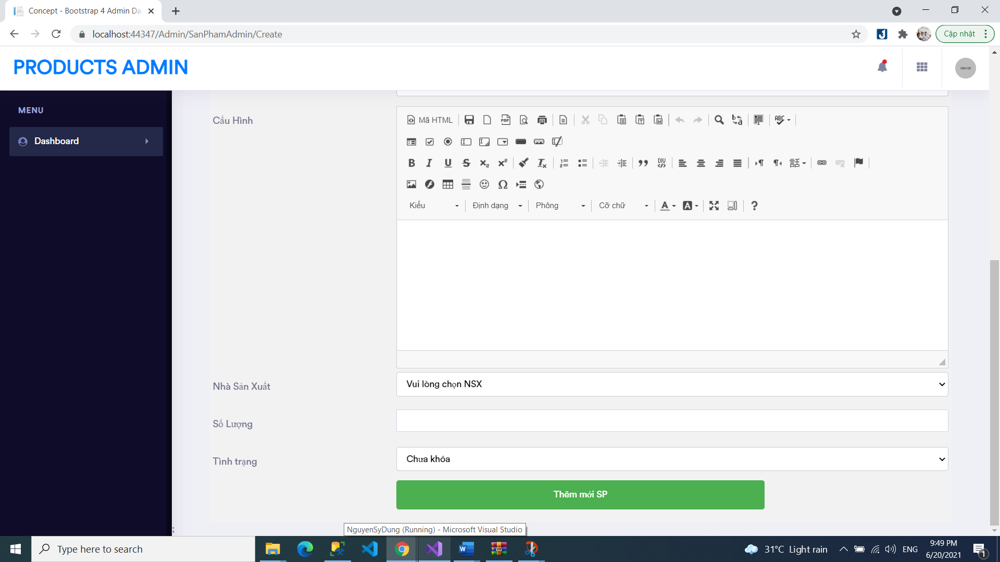 Concept - Bootstrap 4 Admin Da
localhost:44347/Admin/SanPhamAdmin/Create
Cập nhật
PRODUCTS ADMIN
MENU
Dashboard
Cấu Hình
Mã HTML
Kiểu
Định dạng
Phông
Cỡ chữ
Nhà Sản Xuất
Vui lòng chọn NSX
Số Lượng
Tình trạng
Chưa khóa
Thêm mới SP
;
NguyenSyDung (Running) - Microsoft Visual Studio
Type here to search
31°C Light rain
ENG
9:49 PM
6/20/2021
1